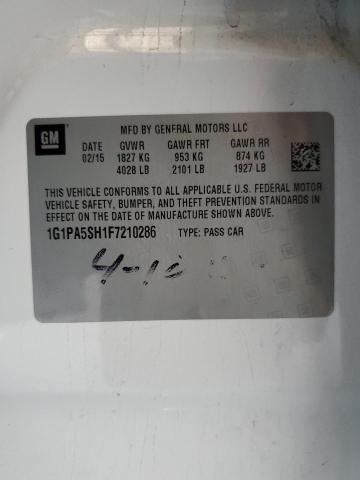 GM
MFD BY GENERAL MOTORS LLC
DATE GVWR GAWR FRT GAWR RR
02/15 1827 KG 953 KG 874 KG
4028 LB 2101 LB 1927 LB
THIS VEHICLE CONFORMS TO ALL APPLICABLE U.S. FEDERAL MOTOR
VEHICLE SAFETY, BUMPER, AND THEFT PREVENTION STANDARDS IN
EFFECT ON THE DATE OF MANUFACTURE SHOWN ABOVE.
1G1PA5SH1F7210286 TYPE: PASS CAR